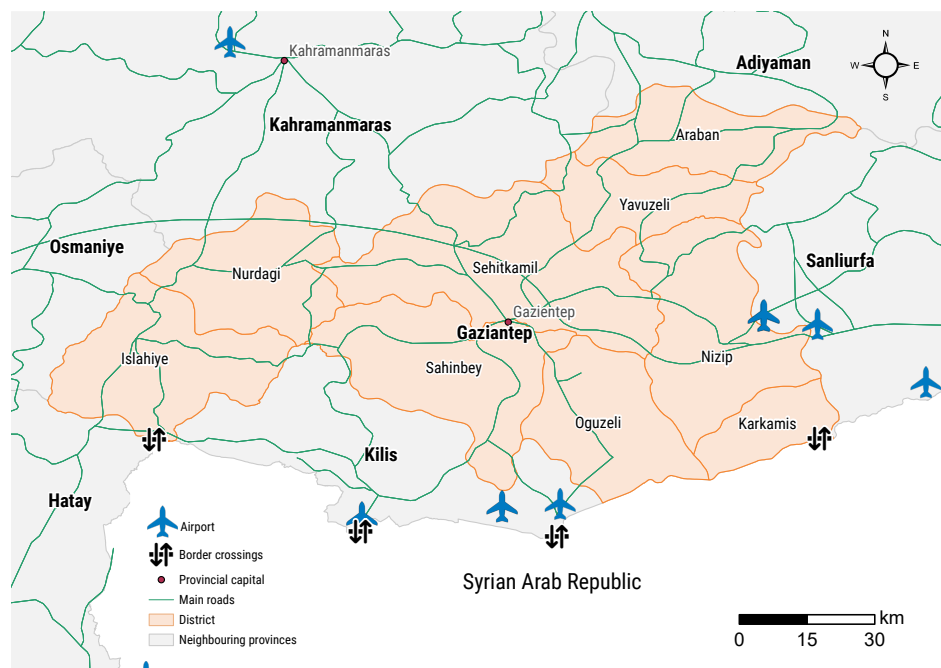 Kahramanmaras
Adiyaman
N
W
E
S
Kahramanmaras
Araban
Yavuzeli
Osmaniye
Nurdagi
Sehitkamil
Sanliurfa
Gazientep
Gaziantep
Islahiye
Sahinbey
Nizip
Oguzeli
Karkamis
Kilis
Hatay
Airport
Border crossings
Provincial capital
Main roads
District
Neighbouring provinces
Syrian Arab Republic
km
0 15 30